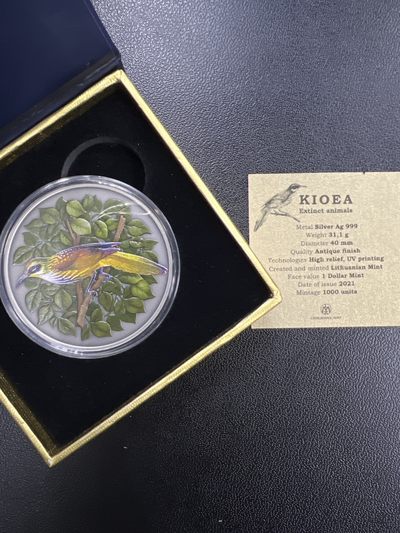 KIOEA
Extinct animals
Metal Silver Ag 999
Weight 31,1 g
Diameter 40 mm
Quality Antique finish
Technologies High relief, UV printing
Created and minted Lithuanian Mint
Face value 1 Dollar Mint
Date of issue 2021
Mintage 1000 units